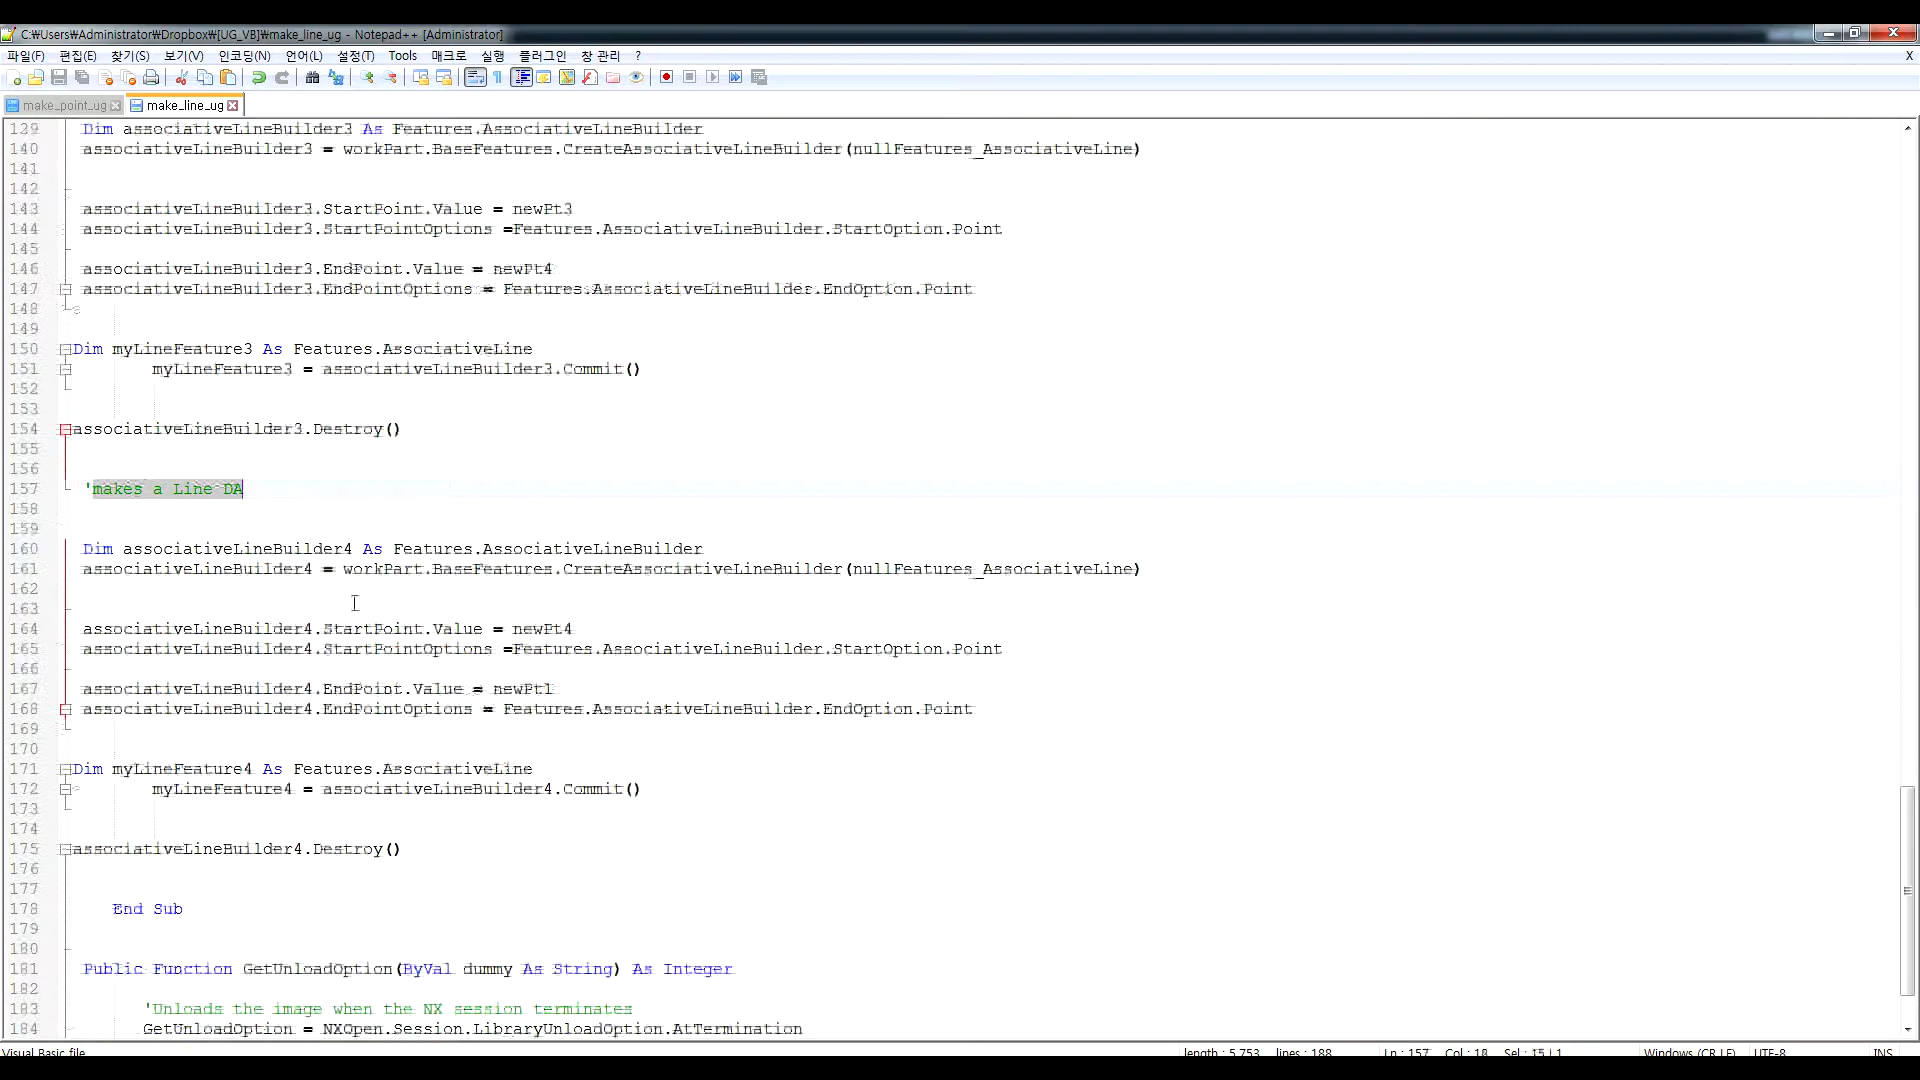 C:₩Users₩Administrator₩Dropbox₩[UG_VB]₩make_line_ug - Notepad++ [Administrator]
파일(F) 편집(E) 찾기(S) 보기(V) 인코딩(N) 언어(L) 설정(T) Tools 매크로 실행 플러그인 창 관리 ? X
make_point_ug make_line_ug
139 Dim associativeLineBuilder3 As Features.AssociativeLineBuilder
140 associativeLineBuilder3 = workPart.BaseFeatures.CreateAssociativeLineBuilder(nullFeatures_AssociativeLine)
141
142
143 associativeLineBuilder3.StartPoint.Value = newPt3
144 associativeLineBuilder3.StartPointOptions =Features.AssociativeLineBuilder.StartOption.Point
145
146 associativeLineBuilder3.EndPoint.Value = newPt4
147 associativeLineBuilder3.EndPointOptions = Features.AssociativeLineBuilder.EndOption.Point
148
149
150 Dim myLineFeature3 As Features.AssociativeLine
151 myLineFeature3 = associativeLineBuilder3.Commit()
152
153
154 associativeLineBuilder3.Destroy()
155
156
157 'makes a Line DA
158
159
160 Dim associativeLineBuilder4 As Features.AssociativeLineBuilder
161 associativeLineBuilder4 = workPart.BaseFeatures.CreateAssociativeLineBuilder(nullFeatures_AssociativeLine)
162
163
164 associativeLineBuilder4.StartPoint.Value = newPt4
165 associativeLineBuilder4.StartPointOptions =Features.AssociativeLineBuilder.StartOption.Point
166
167 associativeLineBuilder4.EndPoint.Value = newPt1
168 associativeLineBuilder4.EndPointOptions = Features.AssociativeLineBuilder.EndOption.Point
169
170
171 Dim myLineFeature4 As Features.AssociativeLine
172 myLineFeature4 = associativeLineBuilder4.Commit()
173
174
175 associativeLineBuilder4.Destroy()
176
177
178 End Sub
179
180
181 Public Function GetUnloadOption(ByVal dummy As String) As Integer
182
183 'Unloads the image when the NX session terminates
184 GetUnloadOption = NXOpen.Session.LibraryUnloadOption.AtTermination
Visual Basic file length : 5,753 lines : 188 Ln : 157 Col : 18 Sel : 15 | 1 Windows (CR LF) UTF-8 INS